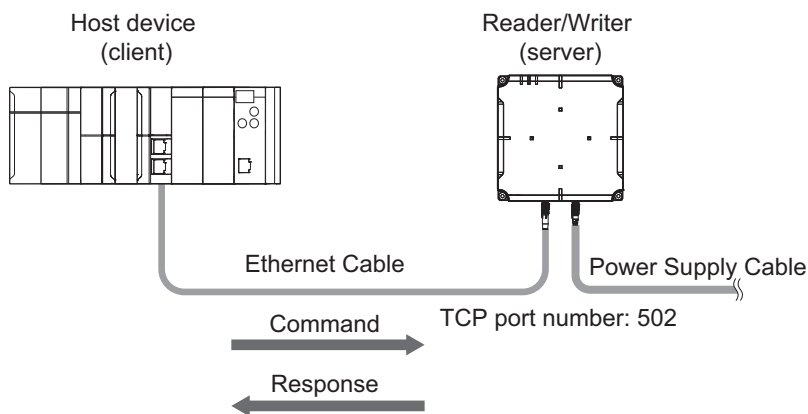 Host device
(client)
Reader/Writer
(server)
Ethernet Cable
Power Supply Cable
TCP port number: 502
Command
Response